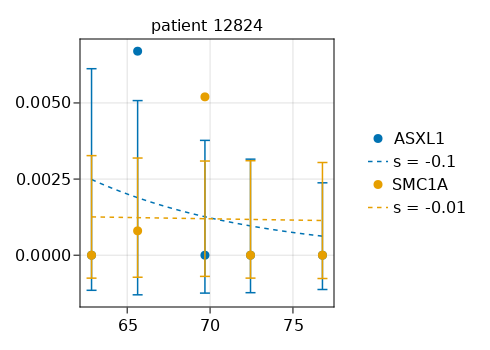 patient 12824
0.0050
0.0025
0.0000
65
70
75
ASXL1
s = -0.1
SMC1A
s = -0.01